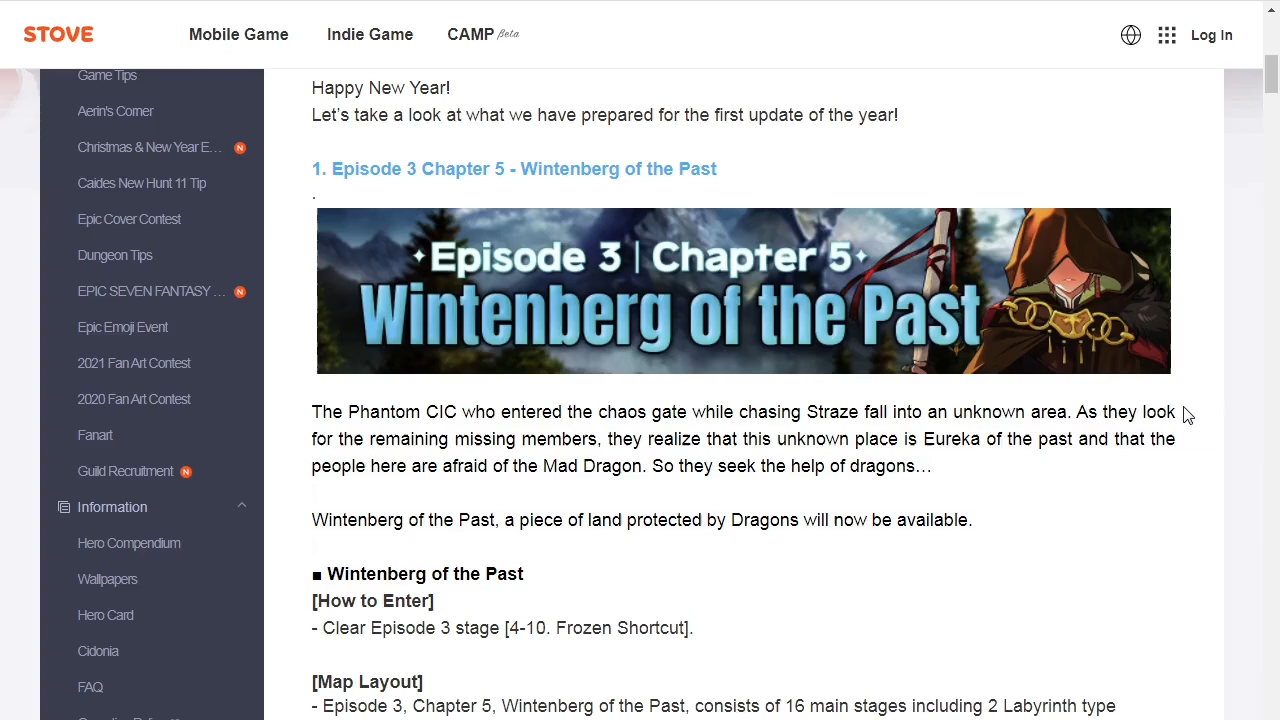 STOVE
Mobile Game
Indie Game
CAMP Beta
Log In
Game Tips
Aerin's Corner
Christmas & New Year E...
N
Caides New Hunt 11 Tip
Epic Cover Contest
Dungeon Tips
EPIC SEVEN FANTASY ...
N
Epic Emoji Event
2021 Fan Art Contest
2020 Fan Art Contest
Fanart
Guild Recruitment
N
Information
Hero Compendium
Wallpapers
Hero Card
Cidonia
FAQ
Happy New Year!
Let's take a look at what we have prepared for the first update of the year!
1. Episode 3 Chapter 5 - Wintenberg of the Past
.
Episode 3 | Chapter 5
Wintenberg of the Past
The Phantom CIC who entered the chaos gate while chasing Straze fall into an unknown area. As they look
for the remaining missing members, they realize that this unknown place is Eureka of the past and that the
people here are afraid of the Mad Dragon. So they seek the help of dragons…
Wintenberg of the Past, a piece of land protected by Dragons will now be available.
■ Wintenberg of the Past
[How to Enter]
- Clear Episode 3 stage [4-10. Frozen Shortcut].
[Map Layout]
- Episode 3, Chapter 5, Wintenberg of the Past, consists of 16 main stages including 2 Labyrinth type